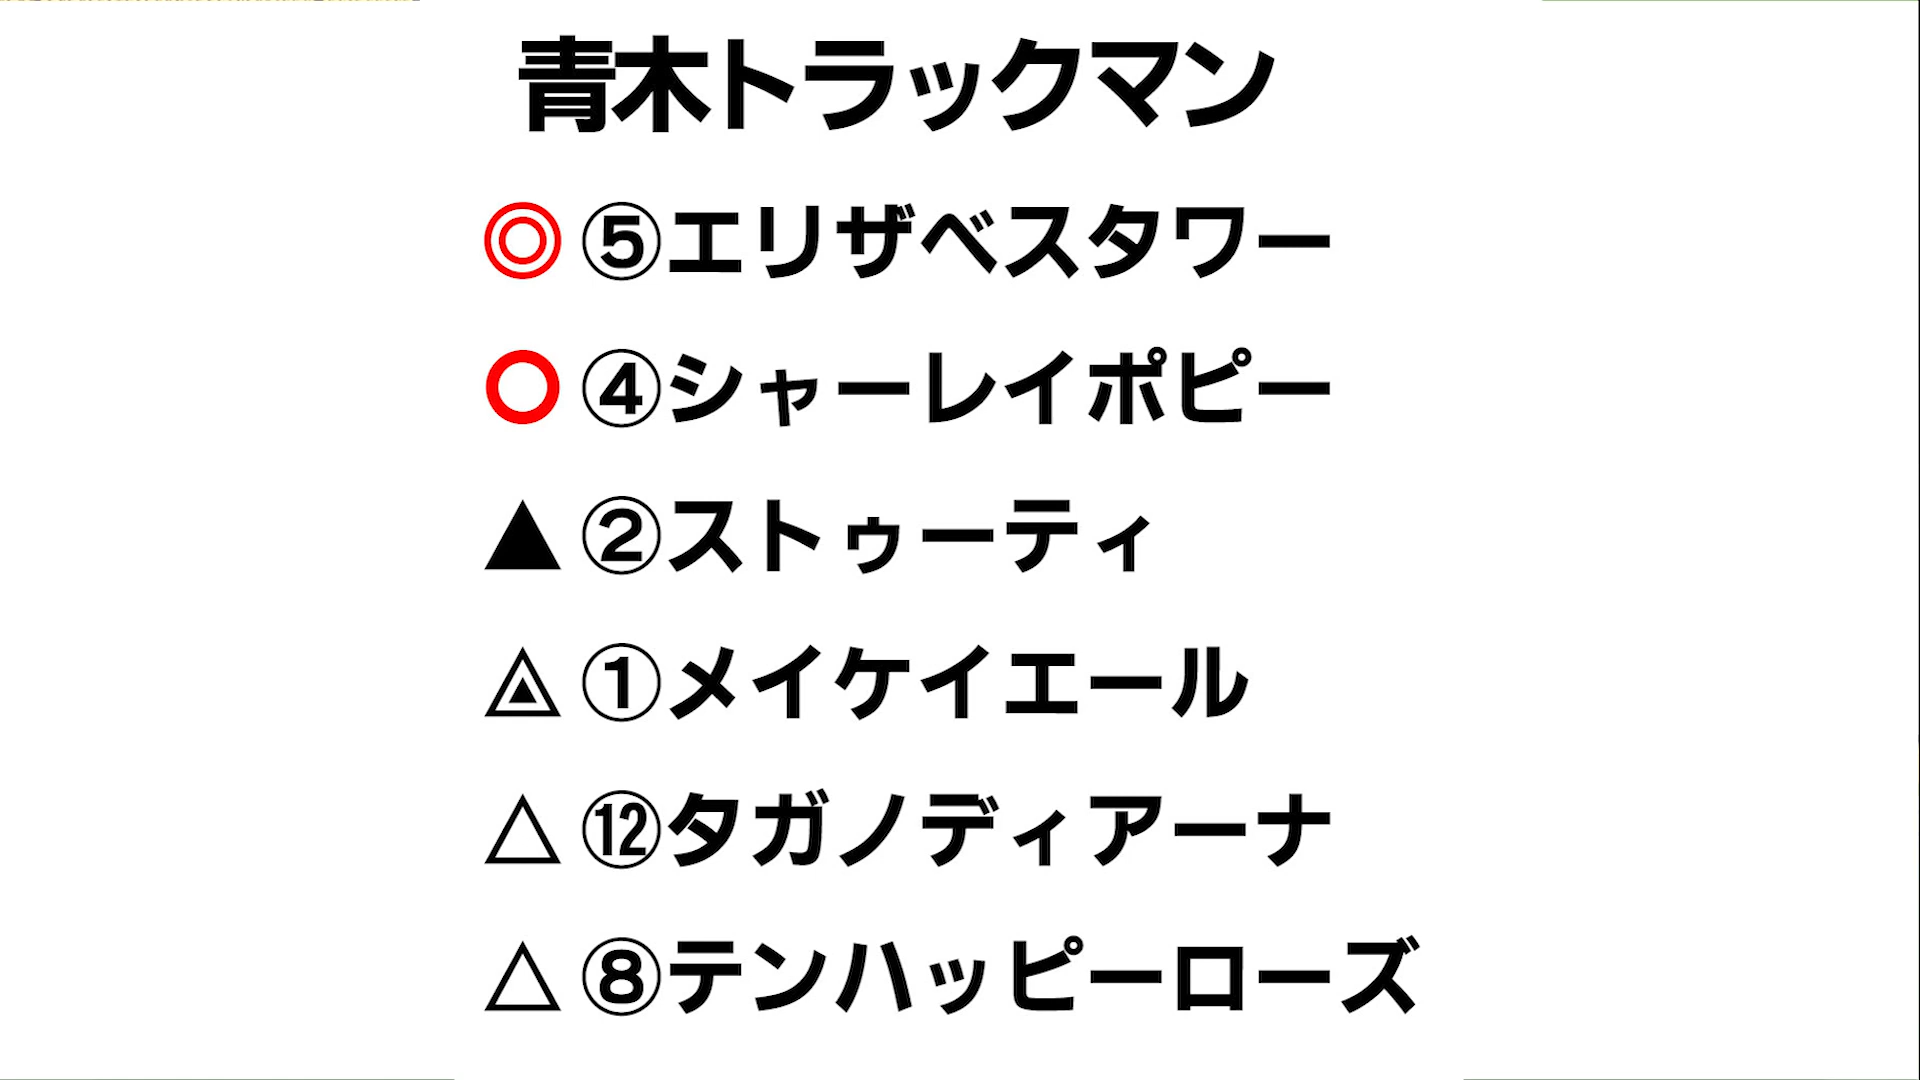 青木トラックマン
◎⑤エリザベスタワー
○④シャーレイポピー
▲②ストゥーティ
◬①メイケイエール
△⑫タガノディアーナ
△⑧テンハッピーローズ